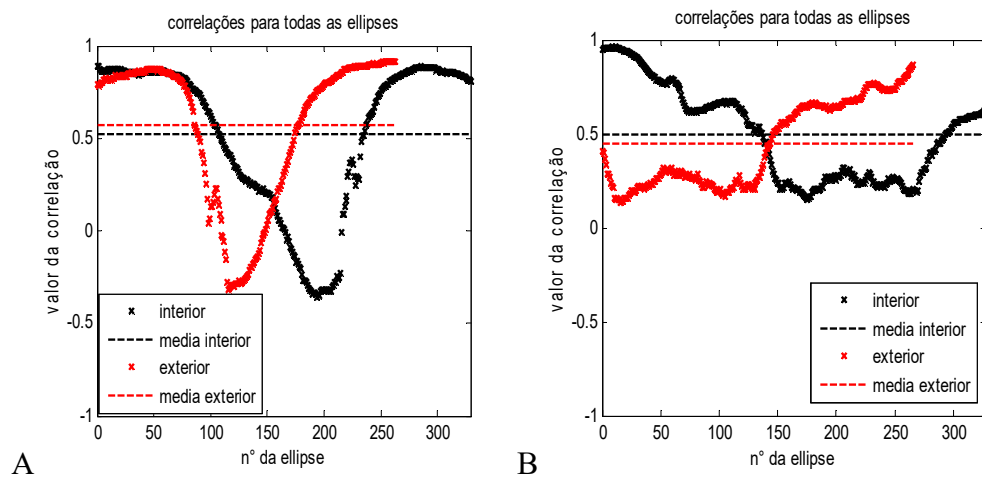 correlações para todas as ellipses
1
0.5
0
-0.5
-1
valor da correlação
0
50
100
150
200
250
300
n° da ellipse
interior
media interior
exterior
media exterior
A
correlações para todas as ellipses
1
0.5
0
-0.5
-1
valor da correlação
0
50
100
150
200
250
300
n° da ellipse
interior
media interior
exterior
media exterior
B